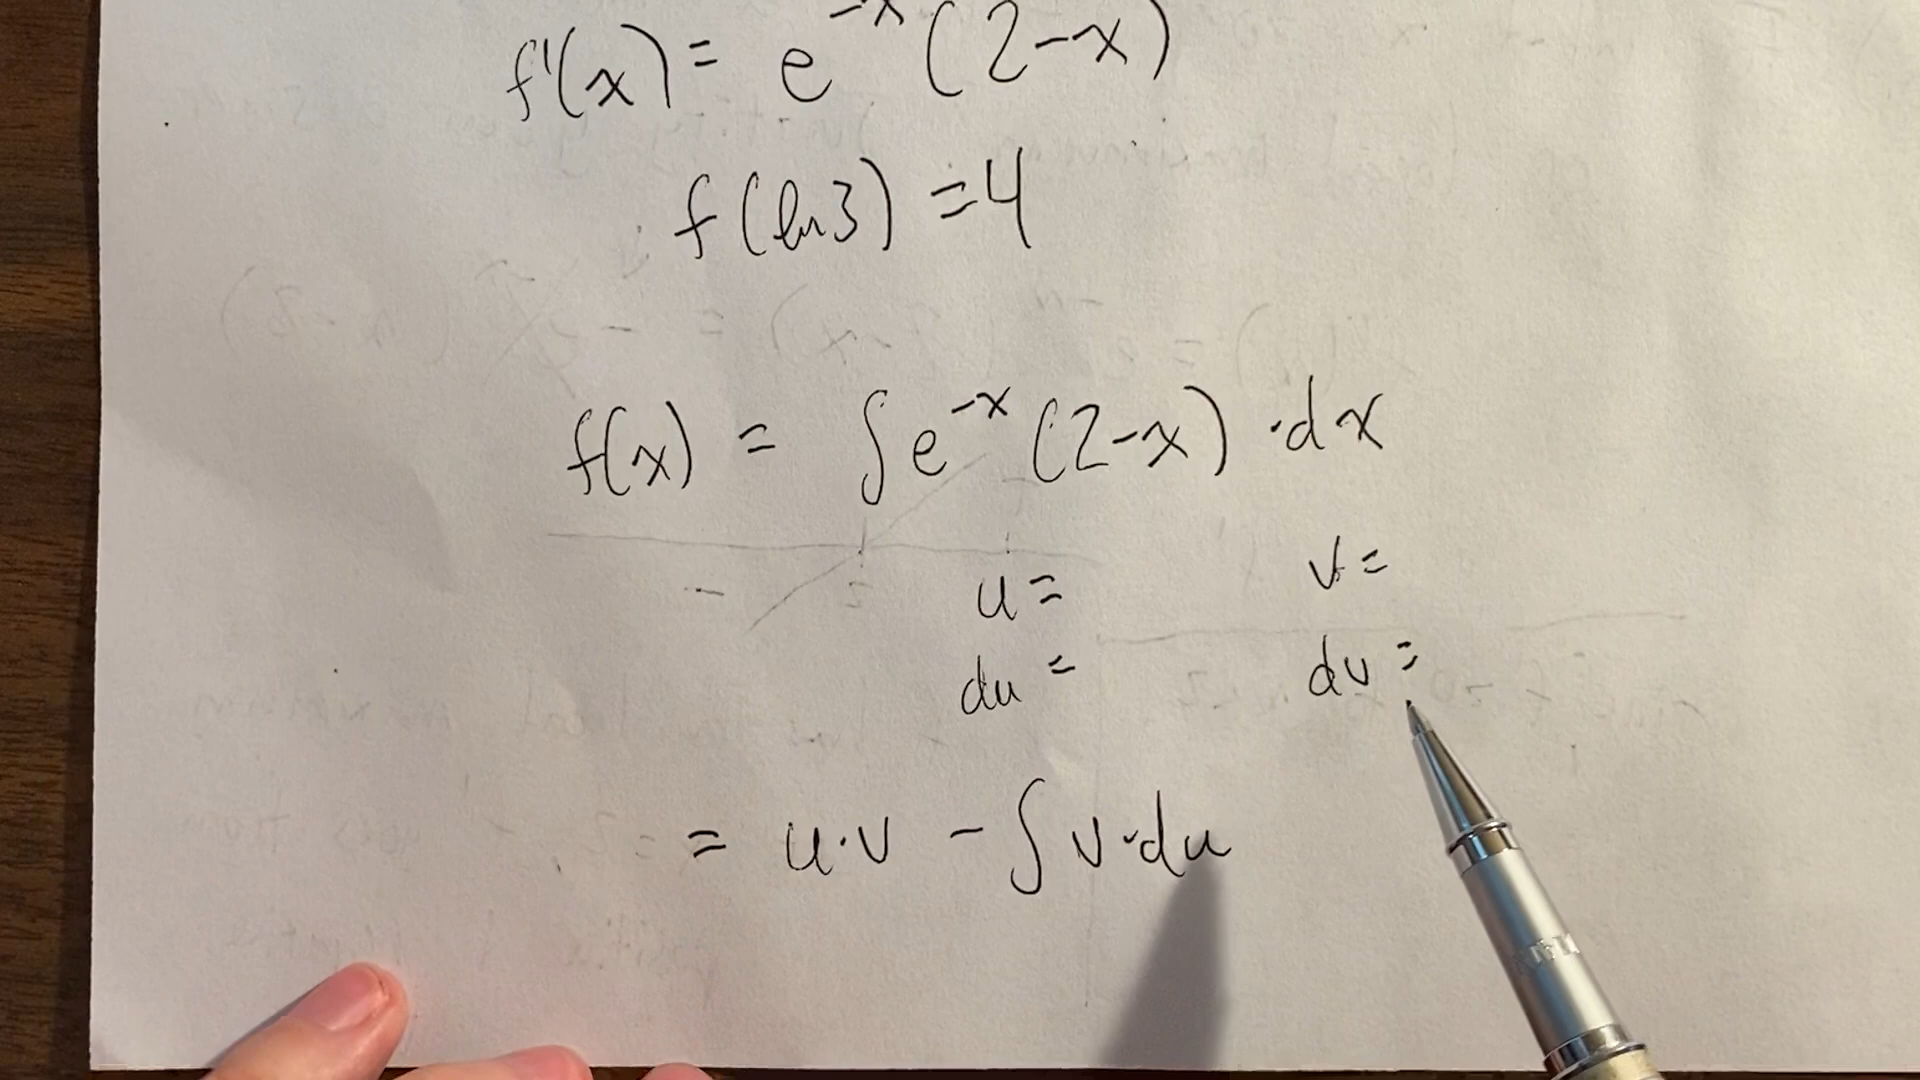 f'(x) = e^{-x} (2-x)
f(ln3) = 4
f(x) = ∫e^{-x} (2-x) · dx
u = v =
du = dv =
= u·v - ∫v·du